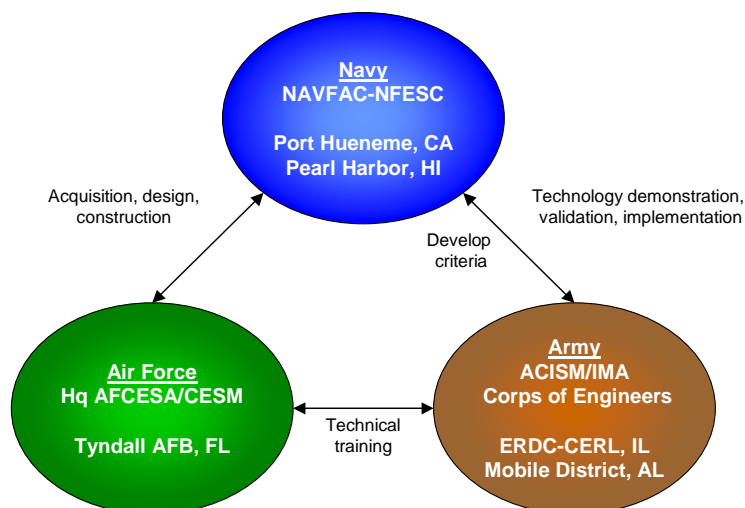 Navy
NAVFAC-NFESC
Port Hueneme, CA
Pearl Harbor, HI
Acquisition, design,
construction
Technology demonstration,
validation, implementation
Develop
criteria
Air Force
Hq AFCESA/CESM
Tyndall AFB, FL
Technical
training
Army
ACISM/IMA
Corps of Engineers
ERDC-CERL, IL
Mobile District, AL